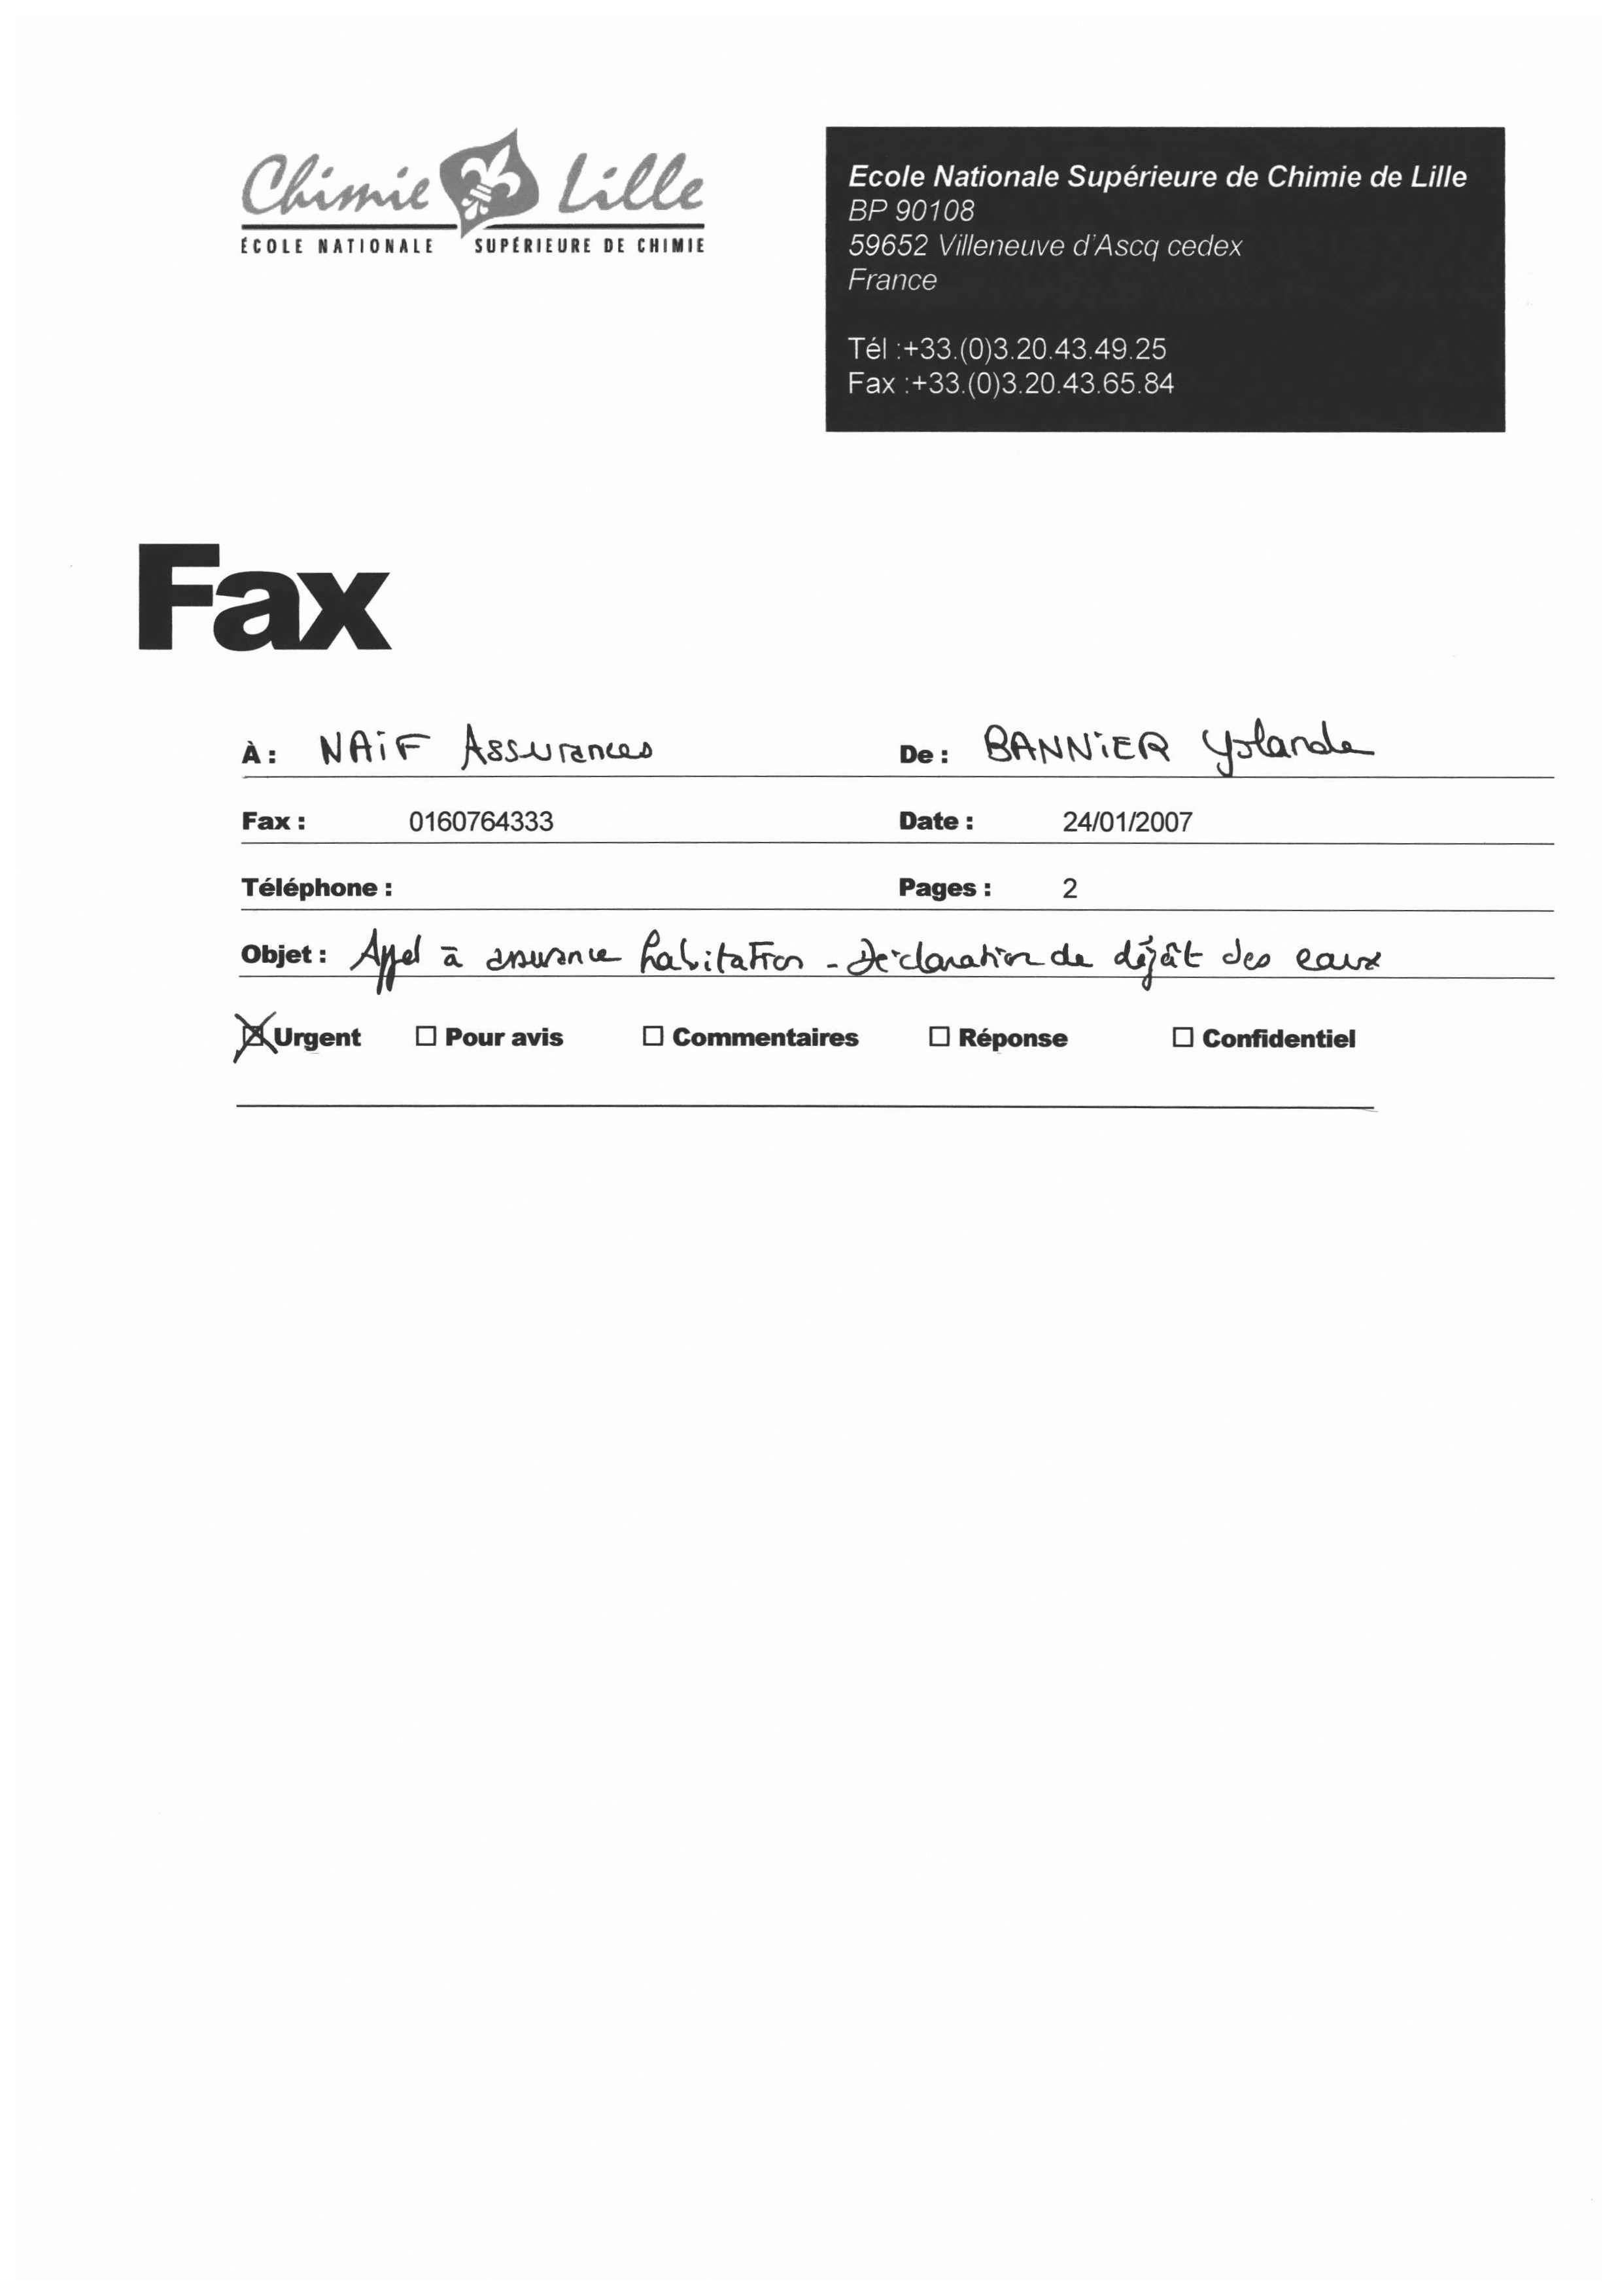 Chimie Lille
ÉCOLE NATIONALE SUPÉRIEURE DE CHIMIE
Ecole Nationale Supérieure de Chimie de Lille
BP 90108
59652 Villeneuve d'Ascq cedex
France
Tél :+33.(0)3.20.43.49.25
Fax :+33.(0)3.20.43.65.84
Fax
À : NAiF Assurances De : BANNiER Yolande
Fax : 0160764333 Date : 24/01/2007
Téléphone : Pages : 2
Objet : Appel à assurance habitation - Déclaration de dégât des eaux
Urgent Pour avis Commentaires Réponse Confidentiel